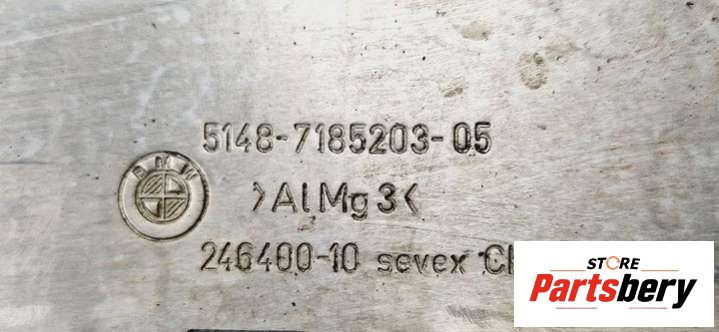 5148-7185203-05
BMW
>AlMg3<
246400-10 sevex
STORE
Partsbery